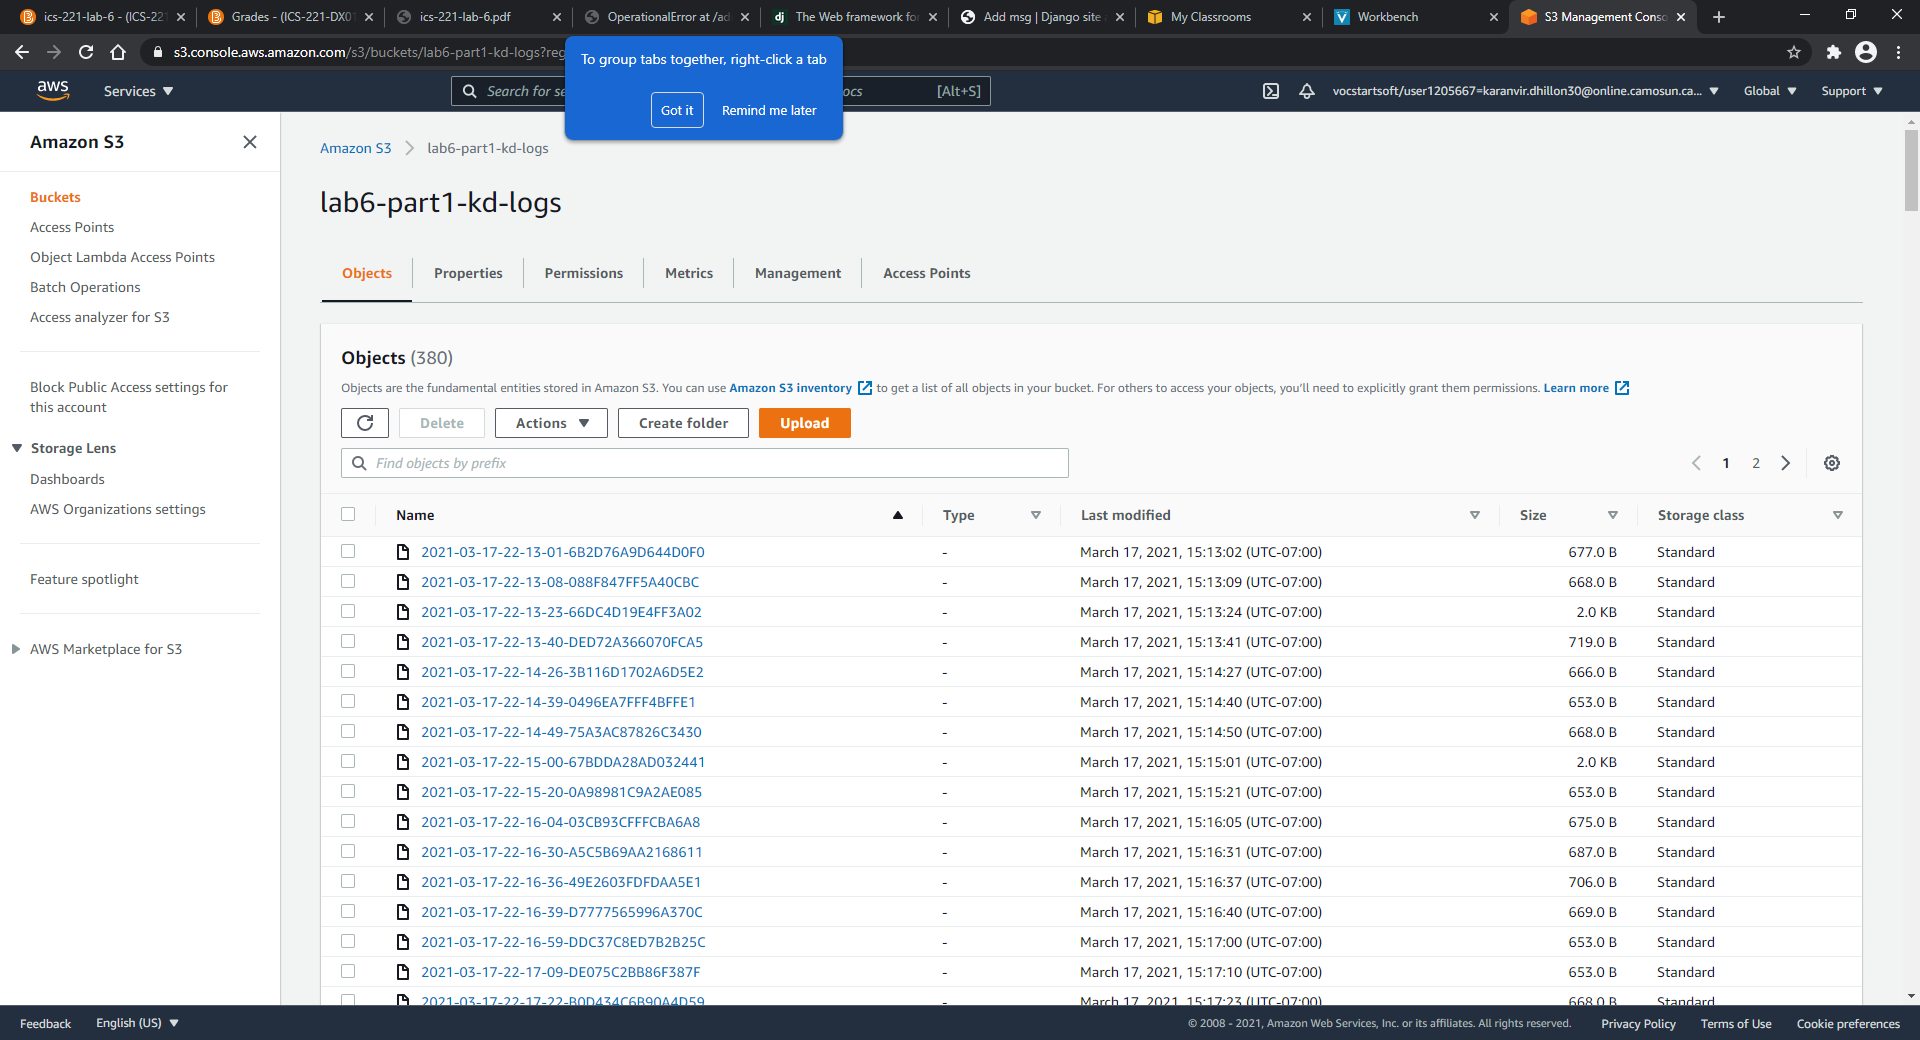 ics-221-lab-6 - (ICS-221
Grades - (ICS-221-DX01
ics-221-lab-6.pdf
OperationalError at /ad
The Web framework fo
Add msg | Django site a
My Classrooms
Workbench
S3 Management Conso
s3.console.aws.amazon.com/s3/buckets/lab6-part1-kd-logs?reg
To group tabs together, right-click a tab
Got it
Remind me later
aws
Services
Search for se
ocs
[Alt+S]
vocstartsoft/user1205667=karanvir.dhillon30@online.camosun.ca...
Global
Support
Amazon S3
Buckets
Access Points
Object Lambda Access Points
Batch Operations
Access analyzer for S3
Block Public Access settings for
this account
Storage Lens
Dashboards
AWS Organizations settings
Feature spotlight
AWS Marketplace for S3
Amazon S3 > lab6-part1-kd-logs
lab6-part1-kd-logs
Objects Properties Permissions Metrics Management Access Points
Objects (380)
Objects are the fundamental entities stored in Amazon S3. You can use Amazon S3 inventory to get a list of all objects in your bucket. For others to access your objects, you'll need to explicitly grant them permissions. Learn more
Delete Actions Create folder Upload
Find objects by prefix
1 2
Name Type Last modified Size Storage class
2021-03-17-22-13-01-6B2D76A9D644D0F0 - March 17, 2021, 15:13:02 (UTC-07:00) 677.0 B Standard
2021-03-17-22-13-08-088F847FF5A40CBC - March 17, 2021, 15:13:09 (UTC-07:00) 668.0 B Standard
2021-03-17-22-13-23-66DC4D19E4FF3A02 - March 17, 2021, 15:13:24 (UTC-07:00) 2.0 KB Standard
2021-03-17-22-13-40-DED72A366070FCA5 - March 17, 2021, 15:13:41 (UTC-07:00) 719.0 B Standard
2021-03-17-22-14-26-3B116D1702A6D5E2 - March 17, 2021, 15:14:27 (UTC-07:00) 666.0 B Standard
2021-03-17-22-14-39-0496EA7FFF4BFFE1 - March 17, 2021, 15:14:40 (UTC-07:00) 653.0 B Standard
2021-03-17-22-14-49-75A3AC87826C3430 - March 17, 2021, 15:14:50 (UTC-07:00) 668.0 B Standard
2021-03-17-22-15-00-67BDDA28AD032441 - March 17, 2021, 15:15:01 (UTC-07:00) 2.0 KB Standard
2021-03-17-22-15-20-0A98981C9A2AE085 - March 17, 2021, 15:15:21 (UTC-07:00) 653.0 B Standard
2021-03-17-22-16-04-03CB93CFFFCBA6A8 - March 17, 2021, 15:16:05 (UTC-07:00) 675.0 B Standard
2021-03-17-22-16-30-A5C5B69AA2168611 - March 17, 2021, 15:16:31 (UTC-07:00) 687.0 B Standard
2021-03-17-22-16-36-49E2603FDFDAA5E1 - March 17, 2021, 15:16:37 (UTC-07:00) 706.0 B Standard
2021-03-17-22-16-39-D7777565996A370C - March 17, 2021, 15:16:40 (UTC-07:00) 669.0 B Standard
2021-03-17-22-16-59-DDC37C8ED7B2B25C - March 17, 2021, 15:17:00 (UTC-07:00) 653.0 B Standard
2021-03-17-22-17-09-DE075C2BB86F387F - March 17, 2021, 15:17:10 (UTC-07:00) 653.0 B Standard
2021-03-17-22-17-22-B0D434C6B90A4D59 - March 17, 2021, 15:17:23 (UTC-07:00) 668.0 B Standard
Feedback English (US) © 2008 - 2021, Amazon Web Services, Inc. or its affiliates. All rights reserved. Privacy Policy Terms of Use Cookie preferences